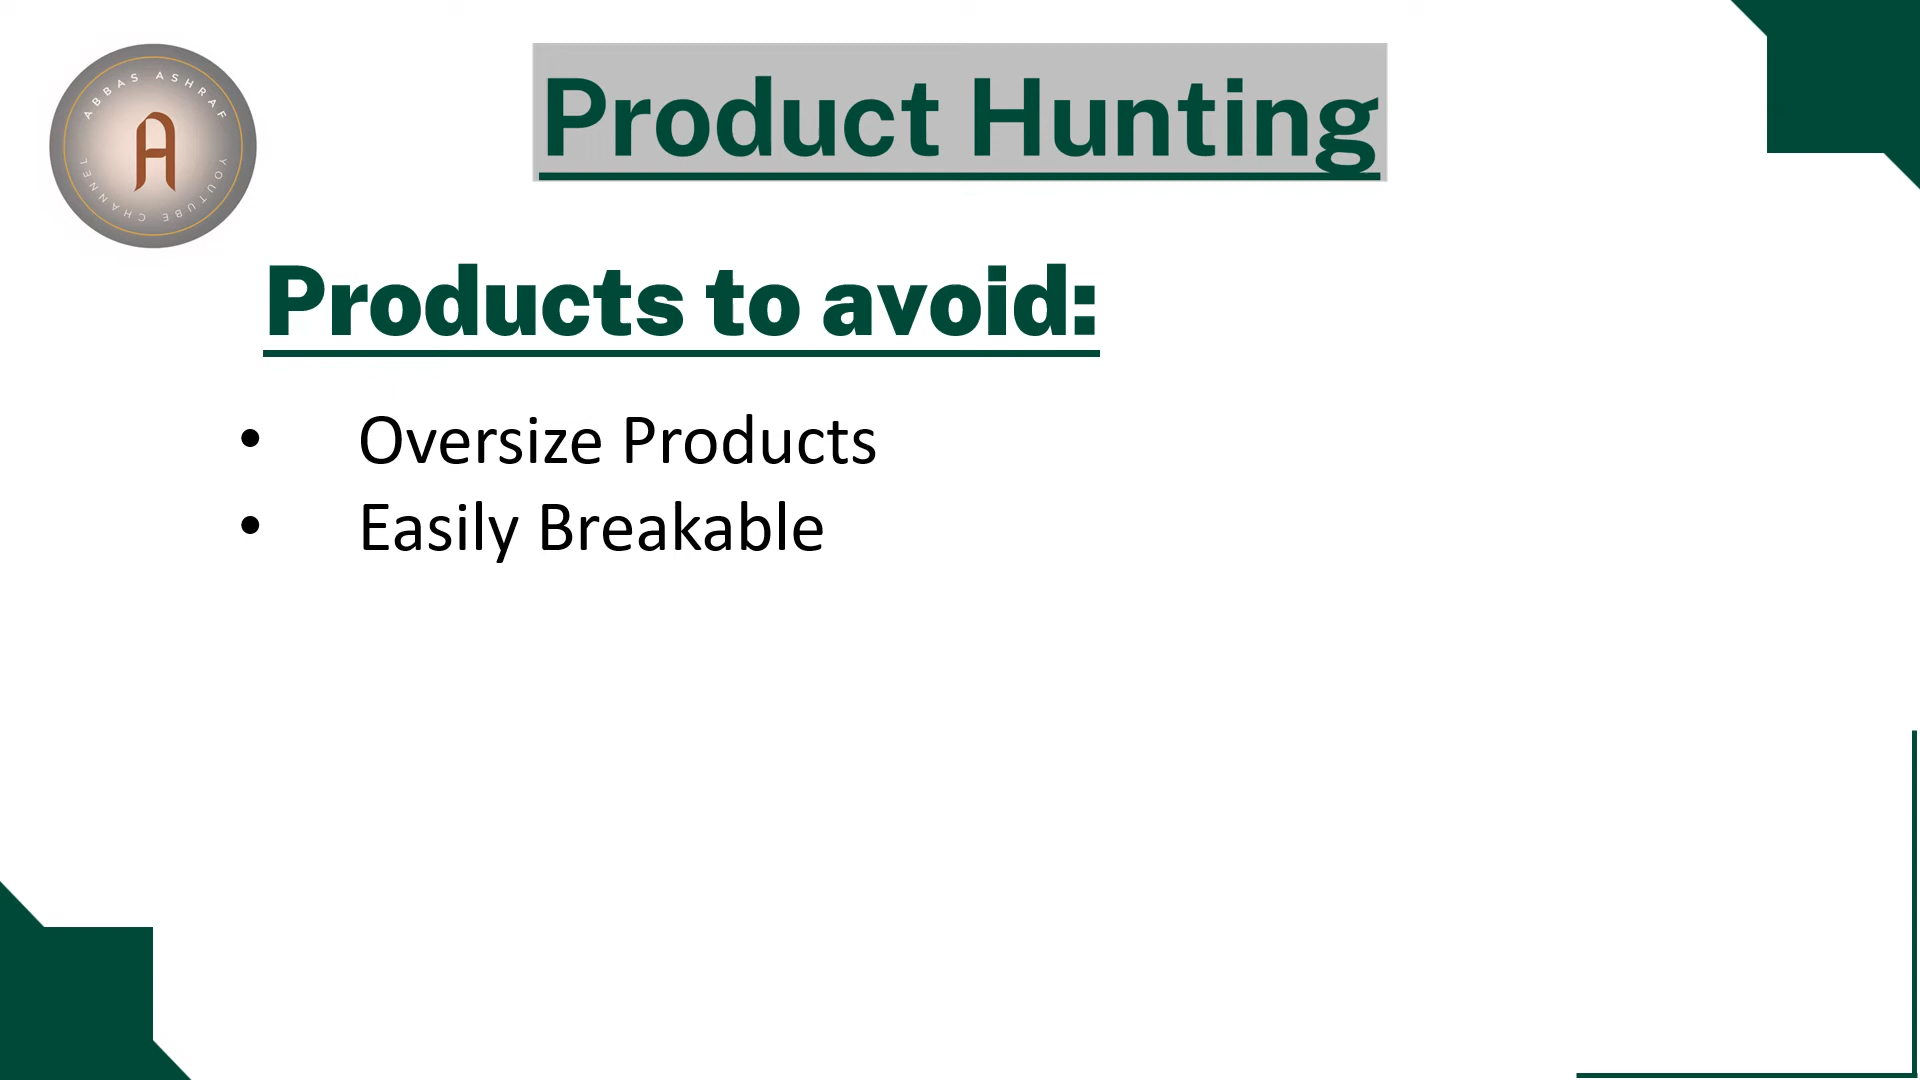 ABBAS ASHRAF
A
YOUTUBE CHANNEL
Product Hunting
Products to avoid:
• Oversize Products
• Easily Breakable